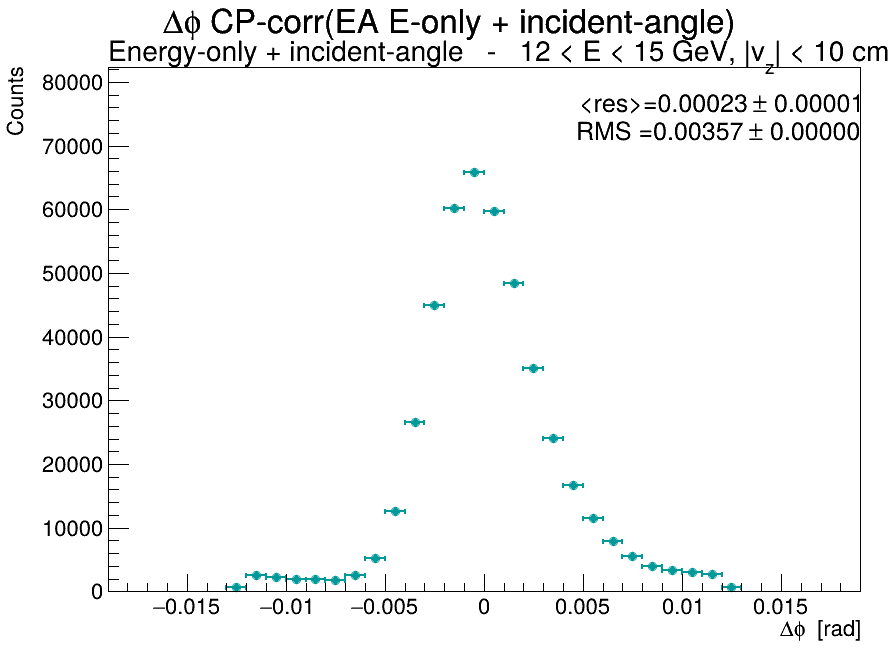 Δϕ CP-corr(EA E-only + incident-angle)
Energy-only + incident-angle - 12 < E < 15 GeV, |v_z| < 10 cm
<res>=0.00023 ± 0.00001
RMS =0.00357 ± 0.00000
Counts
80000
70000
60000
50000
40000
30000
20000
10000
0
−0.015 −0.01 −0.005 0 0.005 0.01 0.015
Δϕ [rad]